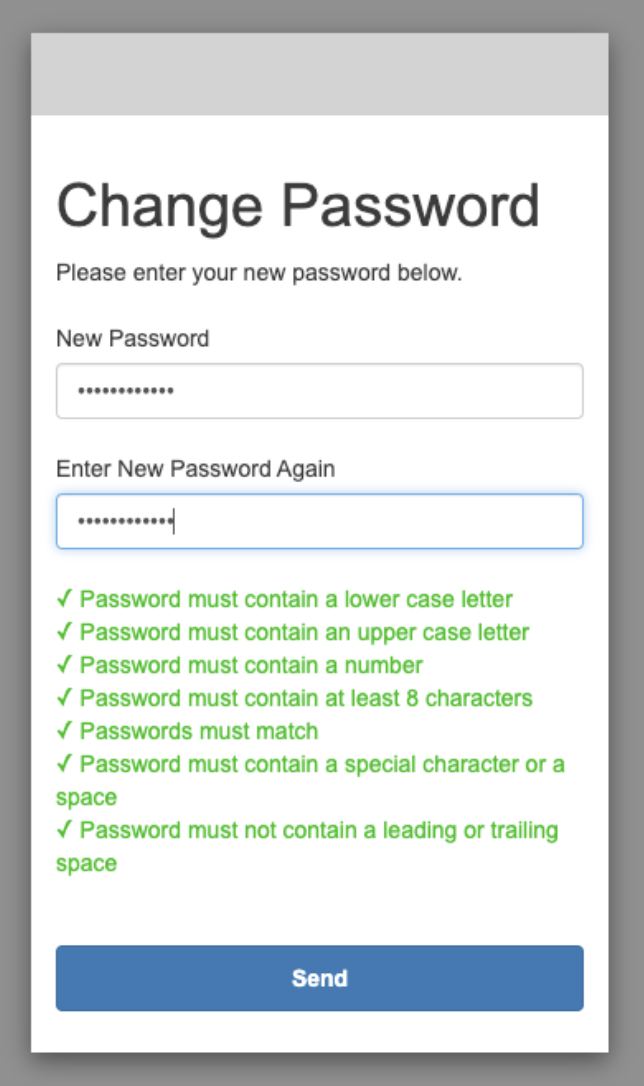 Change Password
Please enter your new password below.
New Password
••••••••••••
Enter New Password Again
••••••••••••
✓ Password must contain a lower case letter
✓ Password must contain an upper case letter
✓ Password must contain a number
✓ Password must contain at least 8 characters
✓ Passwords must match
✓ Password must contain a special character or a
space
✓ Password must not contain a leading or trailing
space
Send